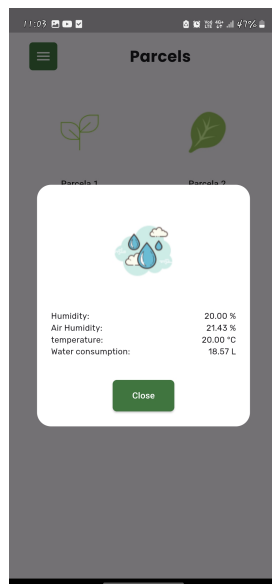 11:03
47%
Parcels
Parcela 1 Parcela 2
Humidity: 20.00 %
Air Humidity: 21.43 %
temperature: 20.00 °C
Water consumption: 18.57 L
Close